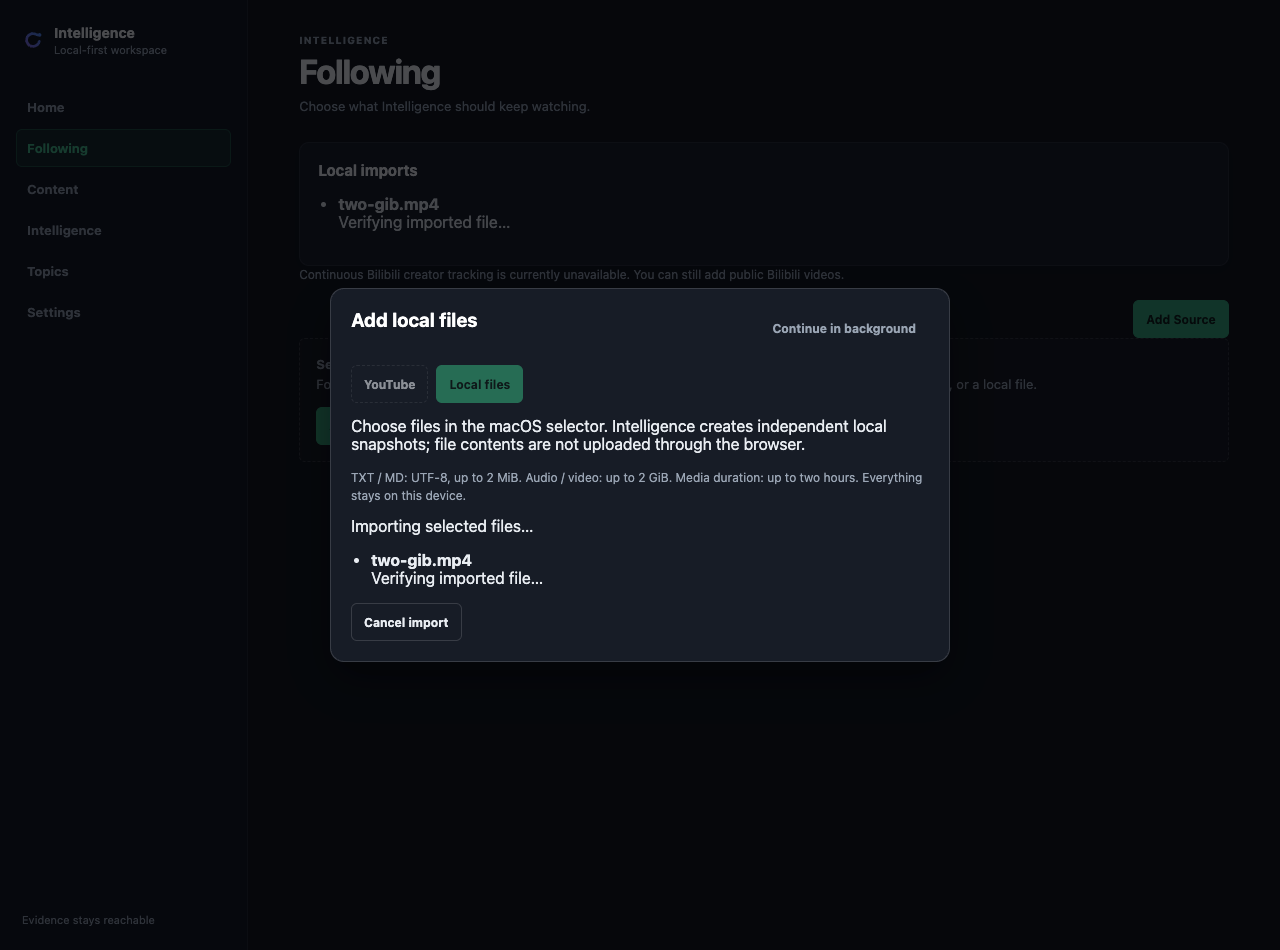 Intelligence
Local-first workspace
Home
Following
Content
Intelligence
Topics
Settings
Evidence stays reachable
INTELLIGENCE
Following
Choose what Intelligence should keep watching.
Local imports
• two-gib.mp4
Verifying imported file...
Continuous Bilibili creator tracking is currently unavailable. You can still add public Bilibili videos.
Add Source
, or a local file.
Add local files
Continue in background
YouTube
Local files
Choose files in the macOS selector. Intelligence creates independent local
snapshots; file contents are not uploaded through the browser.
TXT / MD: UTF-8, up to 2 MiB. Audio / video: up to 2 GiB. Media duration: up to two hours. Everything
stays on this device.
Importing selected files...
• two-gib.mp4
Verifying imported file...
Cancel import